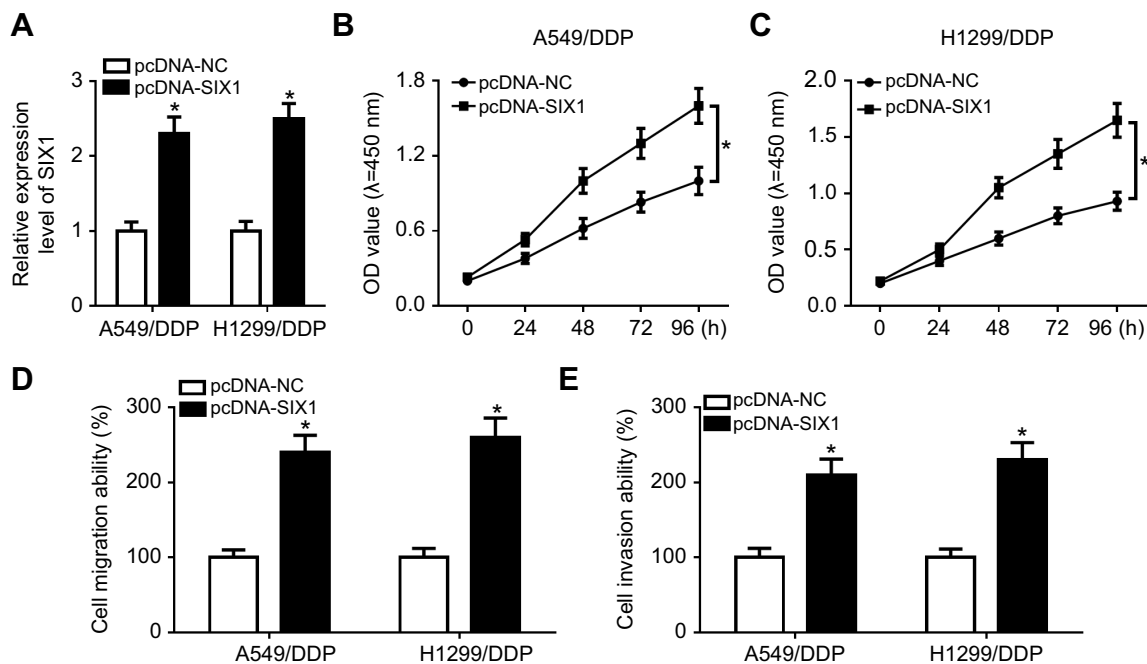 A
pcDNA-NC
pcDNA-SIX1
Relative expression
level of SIX1
3
2
1
0
*
*
A549/DDP
H1299/DDP
B
A549/DDP
pcDNA-NC
pcDNA-SIX1
OD value (λ=450 nm)
1.8
1.2
0.6
0.0
*
0
24
48
72
96 (h)
C
H1299/DDP
pcDNA-NC
pcDNA-SIX1
OD value (λ=450 nm)
2.0
1.5
1.0
0.5
0.0
*
0
24
48
72
96 (h)
D
pcDNA-NC
pcDNA-SIX1
Cell migration ability (%)
300
200
100
0
*
*
A549/DDP
H1299/DDP
E
pcDNA-NC
pcDNA-SIX1
Cell invasion ability (%)
300
200
100
0
*
*
A549/DDP
H1299/DDP